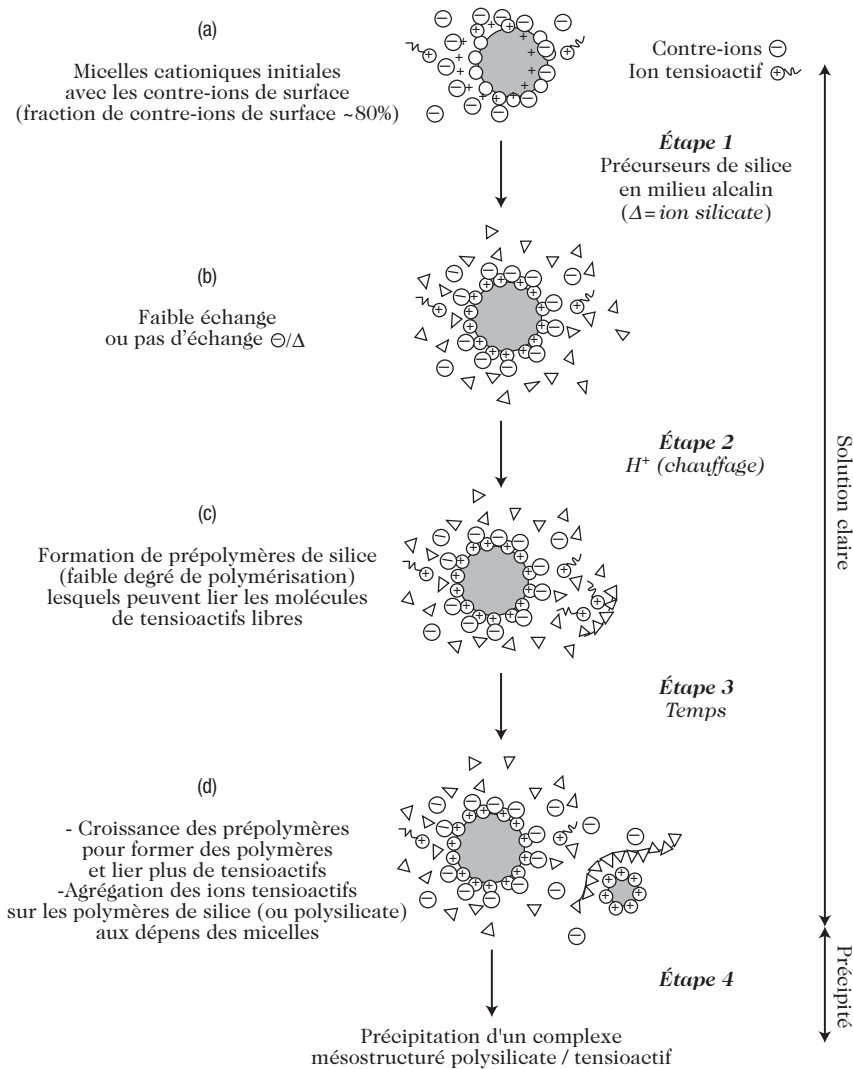 (a)
Micelles cationiques initiales
avec les contre-ions de surface
(fraction de contre-ions de surface ~80%)
Contre-ions ⊖
Ion tensioactif ⊕
Étape 1
Précurseurs de silice
en milieu alcalin
(Δ= ion silicate)
(b)
Faible échange
ou pas d'échange ⊖/Δ
Étape 2
H⁺ (chauffage)
(c)
Formation de prépolymères de silice
(faible degré de polymérisation)
lesquels peuvent lier les molécules
de tensioactifs libres
Étape 3
Temps
(d)
- Croissance des prépolymères
pour former des polymères
et lier plus de tensioactifs
-Agrégation des ions tensioactifs
sur les polymères de silice (ou polysilicate)
aux dépens des micelles
Étape 4
Précipitation d'un complexe
mésostructuré polysilicate / tensioactif
Solution claire
Précipité